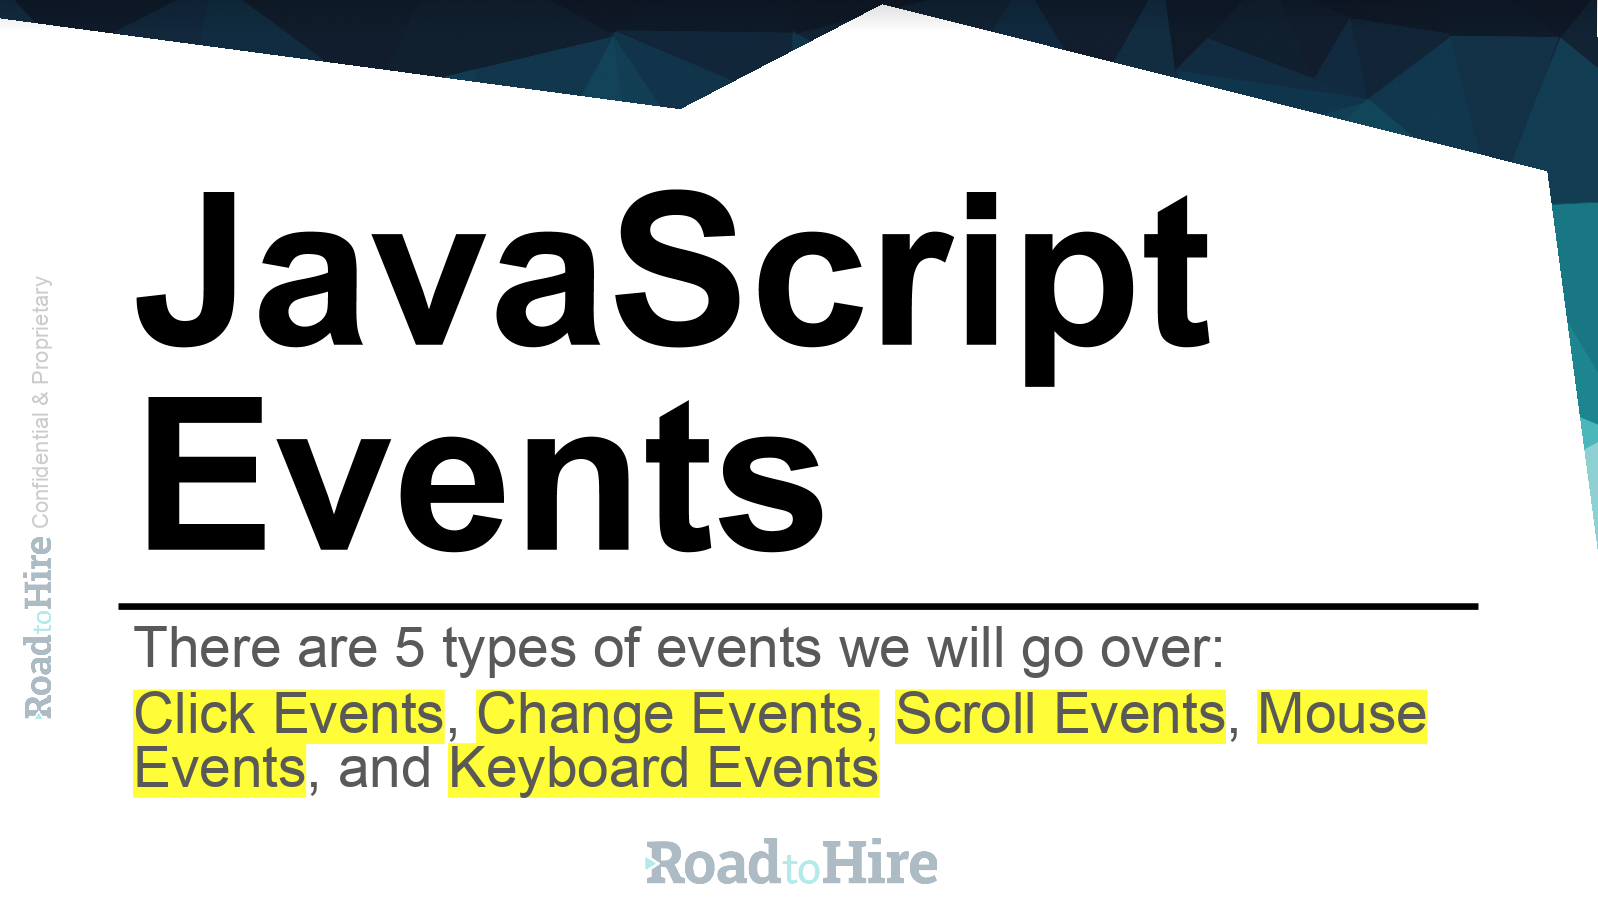 JavaScript
Events
There are 5 types of events we will go over:
Click Events, Change Events, Scroll Events, Mouse
Events, and Keyboard Events
RoadtoHire Confidential & Proprietary
RoadtoHire